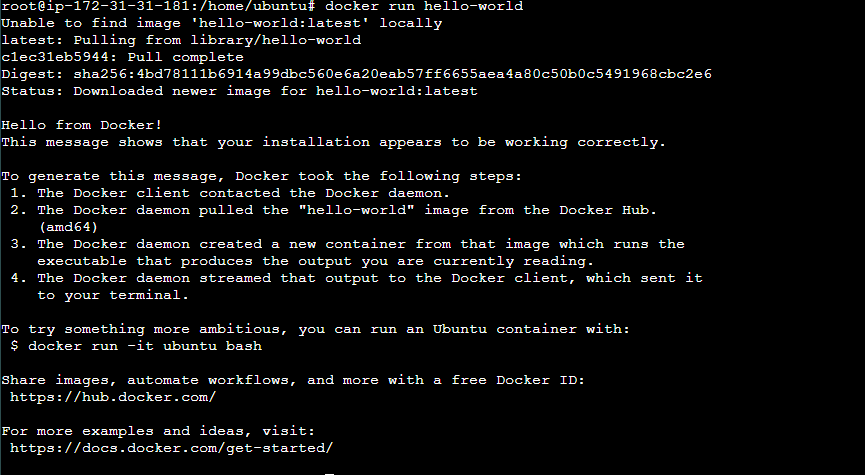 root@ip-172-31-31-181:/home/ubuntu# docker run hello-world
Unable to find image 'hello-world:latest' locally
latest: Pulling from library/hello-world
c1ec31eb5944: Pull complete
Digest: sha256:4bd78111b6914a99dbc560e6a20eab57ff6655aea4a80c50b0c5491968cbc2e6
Status: Downloaded newer image for hello-world:latest

Hello from Docker!
This message shows that your installation appears to be working correctly.

To generate this message, Docker took the following steps:
 1. The Docker client contacted the Docker daemon.
 2. The Docker daemon pulled the "hello-world" image from the Docker Hub.
    (amd64)
 3. The Docker daemon created a new container from that image which runs the
    executable that produces the output you are currently reading.
 4. The Docker daemon streamed that output to the Docker client, which sent it
    to your terminal.

To try something more ambitious, you can run an Ubuntu container with:
 $ docker run -it ubuntu bash

Share images, automate workflows, and more with a free Docker ID:
 https://hub.docker.com/

For more examples and ideas, visit:
 https://docs.docker.com/get-started/